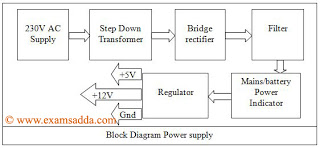 230V AC
Supply
Step Down
Transformer
Bridge
rectifier
Filter
+5V
+12V
Gnd
Regulator
Mains/battery
Power
Indicator
© www.examsadda.com
Block Diagram Power supply